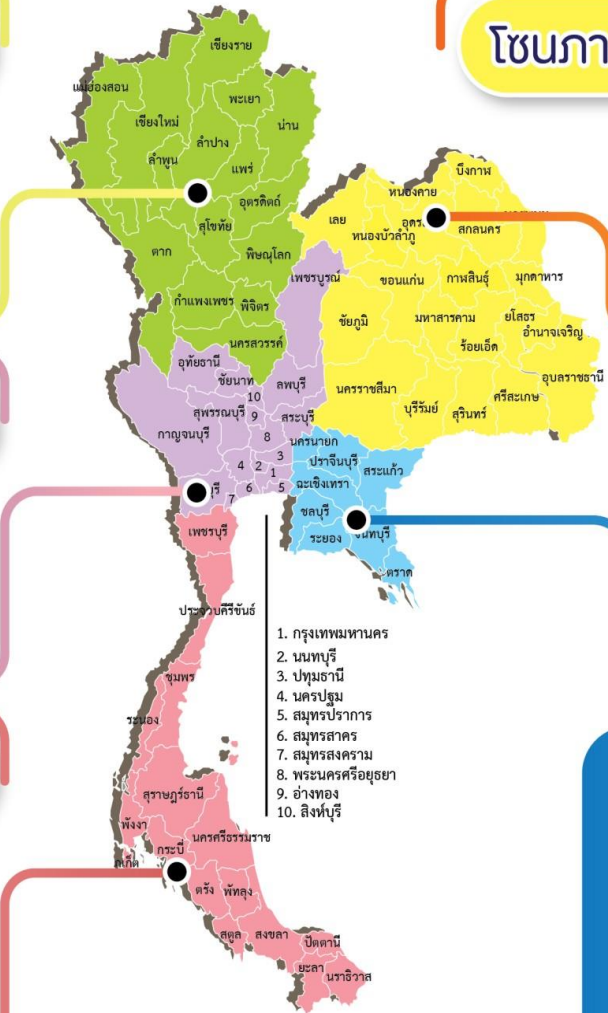 โซนภา
เชียงราย
แม่ฮ่องสอน
พะเยา
เชียงใหม่
น่าน
ลำปาง
ลำพูน
แพร่
อุตรดิตถ์
สุโขทัย
ตาก
พิษณุโลก
กำแพงเพชร
พิจิตร
นครสวรรค์
เพชรบูรณ์
บึงกาฬ
หนองคาย
เลย
หนองบัวลำภู
สกลนคร
ขอนแก่น
กาฬสินธุ์
มุกดาหาร
ชัยภูมิ
มหาสารคาม
ยโสธร
ร้อยเอ็ด
อำนาจเจริญ
นครราชสีมา
บุรีรัมย์
สุรินทร์
ศรีสะเกษ
อุบลราชธานี
อุทัยธานี
ชัยนาท
ลพบุรี
10
สุพรรณบุรี
9
สระบุรี
กาญจนบุรี
8
นครนายก
3
4
2
1
6
5
7
ปราจีนบุรี
สระแก้ว
ฉะเชิงเทรา
ชลบุรี
ระยอง
ตราด
เพชรบุรี
ประจวบคีรีขันธ์
ชุมพร
ระนอง
สุราษฎร์ธานี
พังงา
นครศรีธรรมราช
กระบี่
ภูเก็ต
ตรัง
พัทลุง
สตูล
สงขลา
ปัตตานี
ยะลา
นราธิวาส
1. กรุงเทพมหานคร
2. นนทบุรี
3. ปทุมธานี
4. นครปฐม
5. สมุทรปราการ
6. สมุทรสาคร
7. สมุทรสงคราม
8. พระนครศรีอยุธยา
9. อ่างทอง
10. สิงห์บุรี